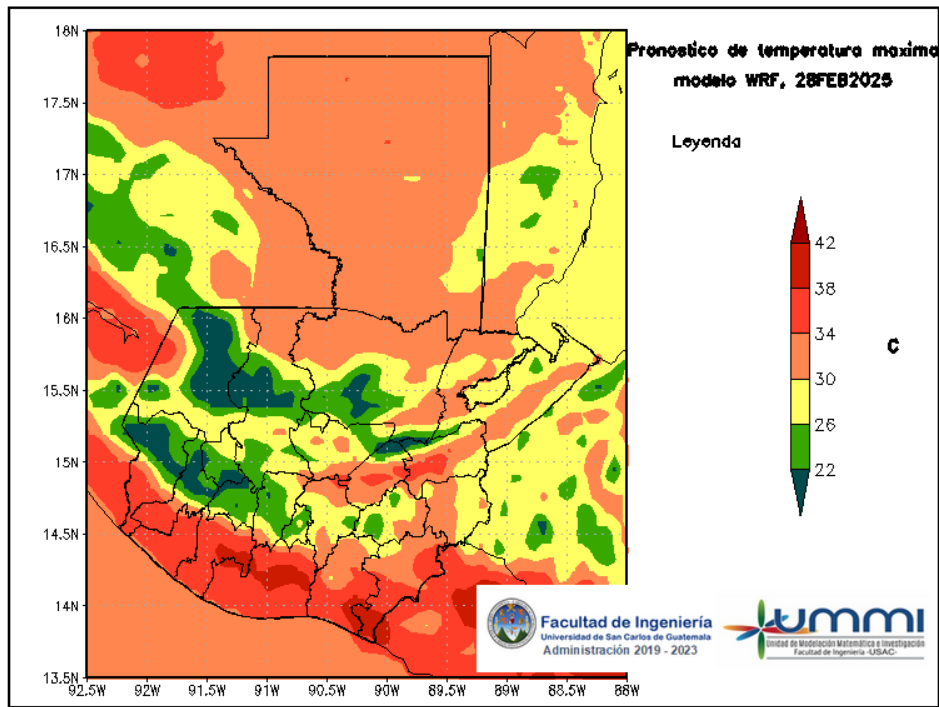 Pronostico de temperatura maxima
modelo WRF, 28FEB2025
Leyenda
42
38
34
30
26
22
C
18N
17.5N
17N
16.5N
16N
15.5N
15N
14.5N
14N
13.5N
92.5W
92W
91.5W
91W
90.5W
90W
89.5W
89W
88.5W
88W
Facultad de Ingeniería
Universidad de San Carlos de Guatemala
Administración 2019 - 2023
ummi
Unidad de Modelación Matemática e Investigación
Facultad de Ingeniería -USAC-